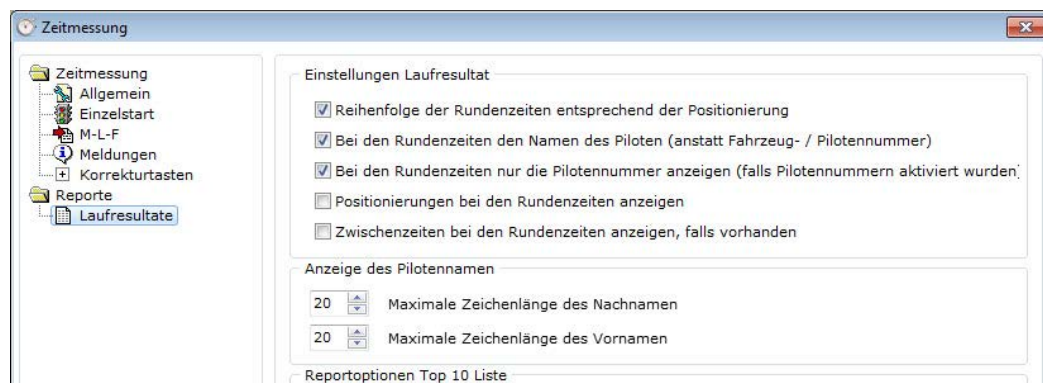 Zeitmessung
Zeitmessung
Allgemein
Einzelstart
M-L-F
Meldungen
Korrekturtasten
Reporte
Laufresultate
Einstellungen Laufresultat
Reihenfolge der Rundenzeiten entsprechend der Positionierung
Bei den Rundenzeiten den Namen des Piloten (anstatt Fahrzeug- / Pilotennummer)
Bei den Rundenzeiten nur die Pilotennummer anzeigen (falls Pilotennummern aktiviert wurden)
Positionierungen bei den Rundenzeiten anzeigen
Zwischenzeiten bei den Rundenzeiten anzeigen, falls vorhanden
Anzeige des Pilotennamen
20 Maximale Zeichenlänge des Nachnamen
20 Maximale Zeichenlänge des Vornamen
Reportoptionen Top 10 Liste